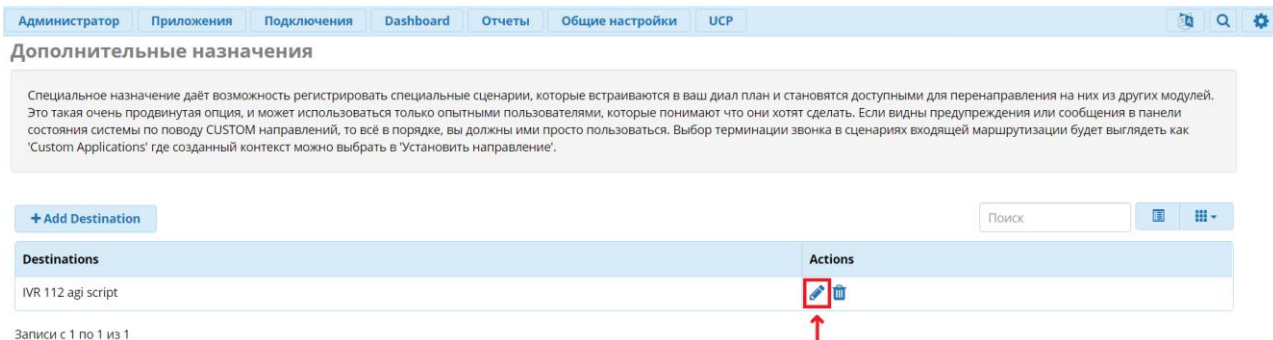 Администратор Приложения Подключения Dashboard Отчеты Общие настройки UCP
Дополнительные назначения
Специальное назначение даёт возможность регистрировать специальные сценарии, которые встраиваются в ваш диал план и становятся доступными для перенаправления на них из других модулей.
Это такая очень продвинутая опция, и может использоваться только опытными пользователями, которые понимают что они хотят сделать. Если видны предупреждения или сообщения в панели
состояния системы по поводу CUSTOM направлений, то всё в порядке, вы должны ими просто пользоваться. Выбор терминации звонка в сценариях входящей маршрутизации будет выглядеть как
'Custom Applications' где созданный контекст можно выбрать в 'Установить направление'.
+ Add Destination Поиск
Destinations Actions
IVR 112 agi script
Записи с 1 по 1 из 1